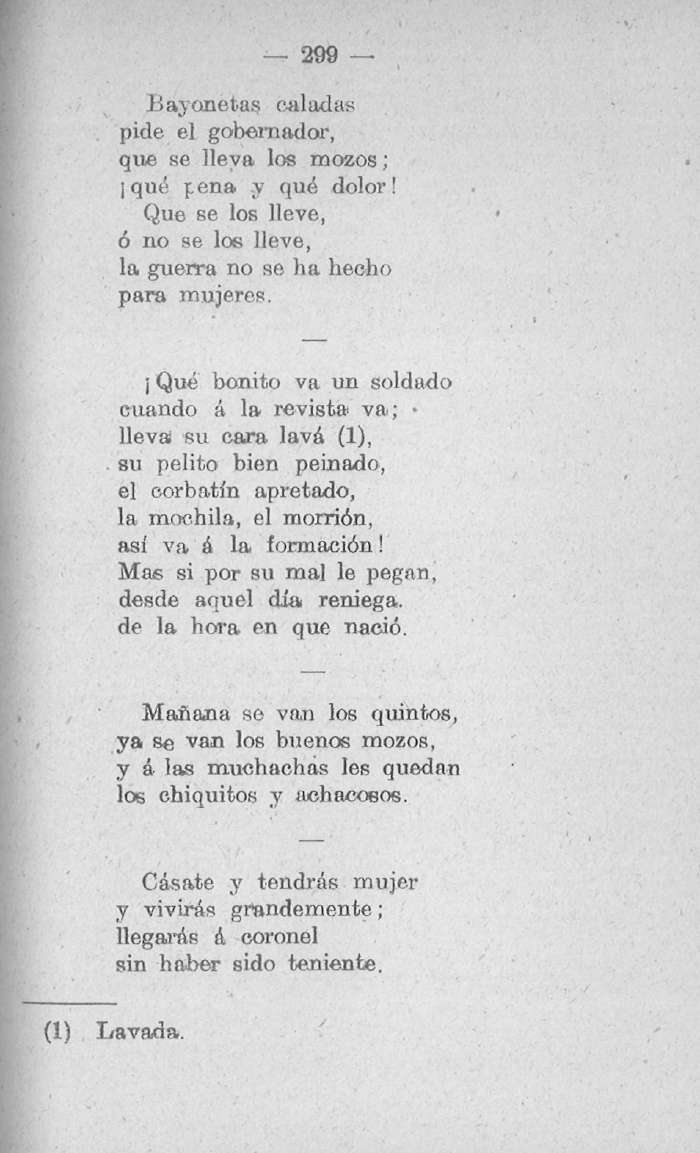 — 299 —
Bayonetas caladas
pide el gobernador,
que se lleva los mozos;
¡qué pena y qué dolor!
Que se los lleve,
ó no se los lleve,
la guerra no se ha hecho
para mujeres.
—
¡Qué bonito va un soldado
cuando á la revista va;
lleva su cara lavá (1),
su pelito bien peinado,
el corbatín apretado,
la mochila, el morrión,
así va á la formación!
Mas si por su mal le pegan,
desde aquel día reniega.
de la hora en que nació.
—
Mañana se van los quintos,
ya se van los buenos mozos,
y á las muchachas les quedan
los chiquitos y achacosos.
—
Cásate y tendrás mujer
y vivirás grandemente;
llegarás á coronel
sin haber sido teniente.
(1) Lavada.